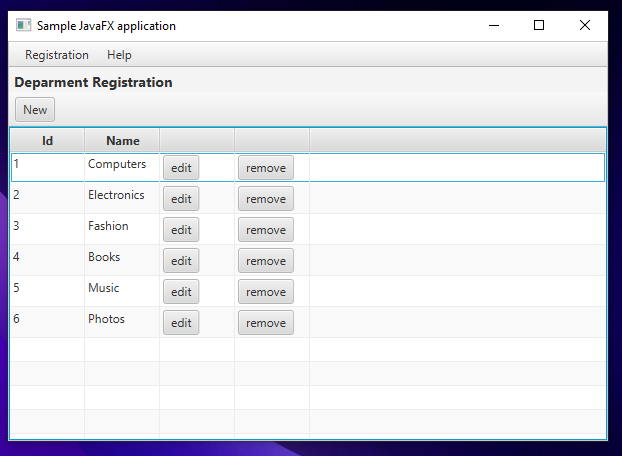 Sample JavaFX application
Registration Help
Deparment Registration
New
Id Name
1 Computers edit remove
2 Electronics edit remove
3 Fashion edit remove
4 Books edit remove
5 Music edit remove
6 Photos edit remove